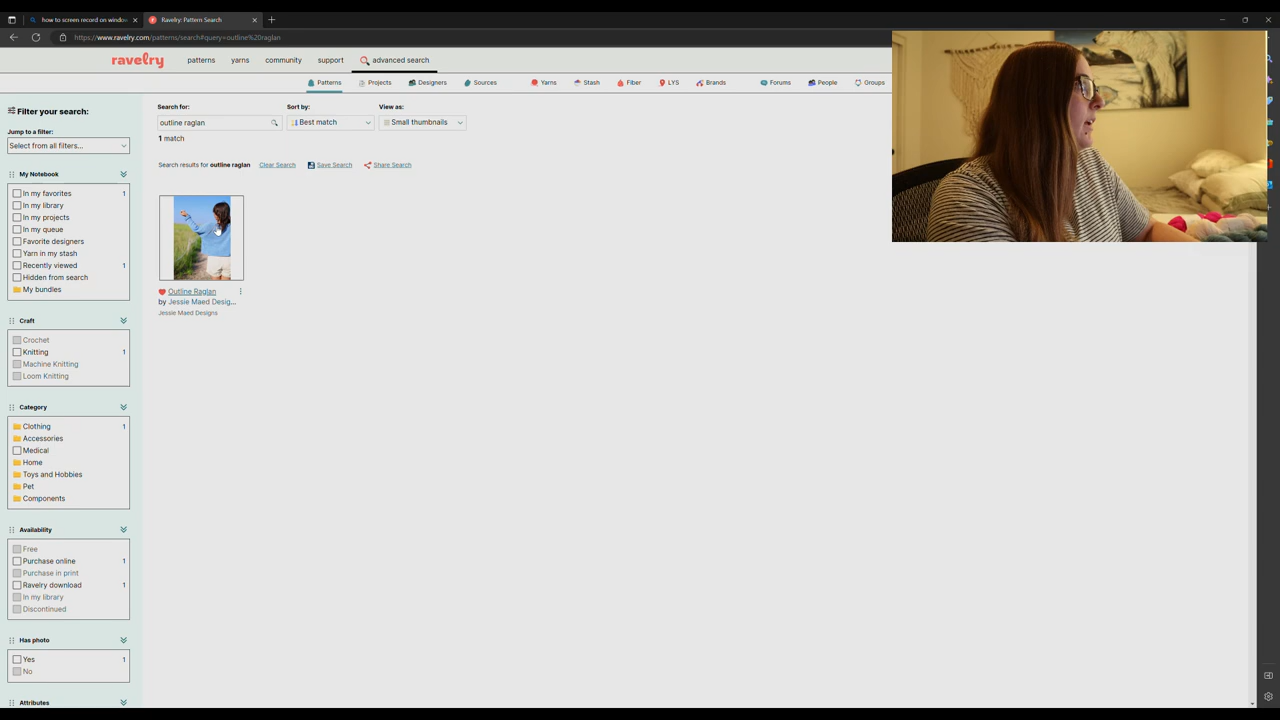 how to screen record on window
Ravelry: Pattern Search
https://www.ravelry.com/patterns/search#query=outline%20raglan
ravelry
patterns
yarns
community
support
advanced search
Patterns
Projects
Designers
Sources
Yarns
Stash
Fiber
LYS
Brands
Forums
People
Groups
Filter your search:
Jump to a filter:
Select from all filters...
My Notebook
In my favorites 1
In my library
In my projects
In my queue
Favorite designers
Yarn in my stash
Recently viewed 1
Hidden from search
My bundles
Craft
Crochet
Knitting 1
Machine Knitting
Loom Knitting
Category
Clothing 1
Accessories
Medical
Home
Toys and Hobbies
Pet
Components
Availability
Free
Purchase online 1
Purchase in print
Ravelry download 1
In my library
Discontinued
Has photo
Yes 1
No
Attributes
Search for:
outline raglan
Sort by:
Best match
View as:
Small thumbnails
1 match
Search results for outline raglan
Clear Search
Save Search
Share Search
Outline Raglan
by Jessie Maed Desig...
Jessie Maed Designs